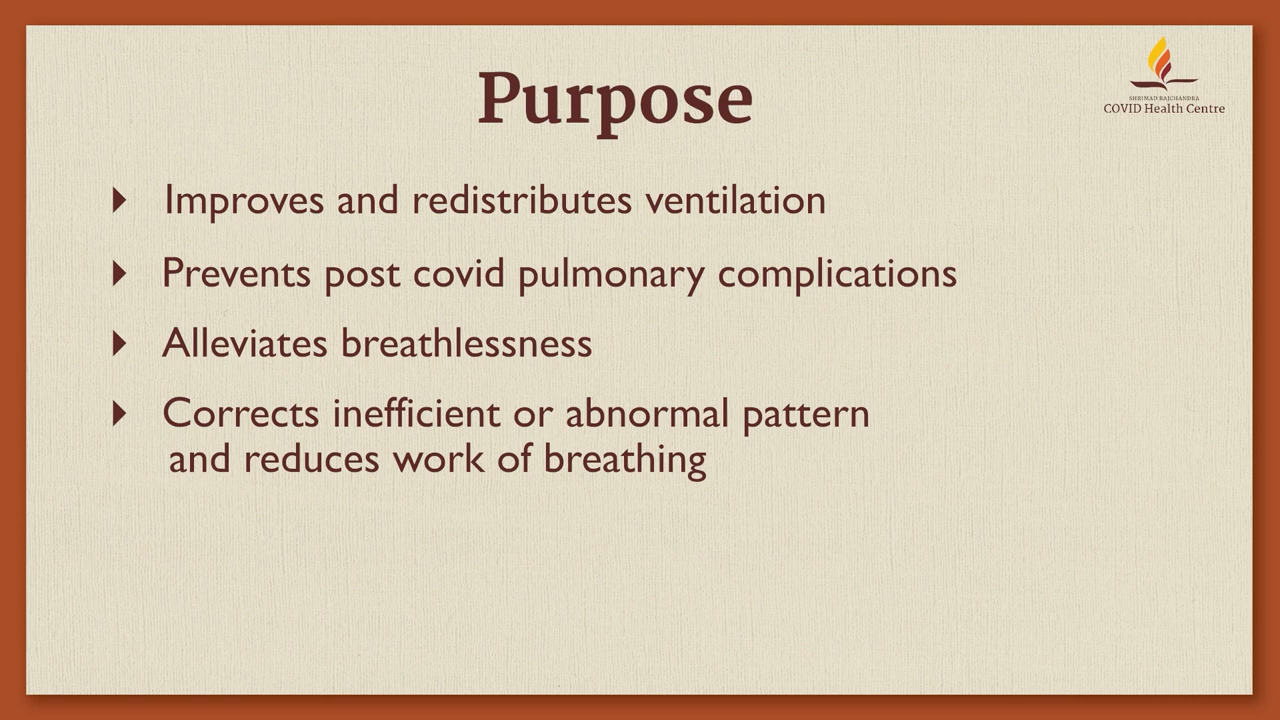 Purpose
SHRIMAD RAJCHANDRA
COVID Health Centre
Improves and redistributes ventilation
Prevents post covid pulmonary complications
Alleviates breathlessness
Corrects inefficient or abnormal pattern
and reduces work of breathing